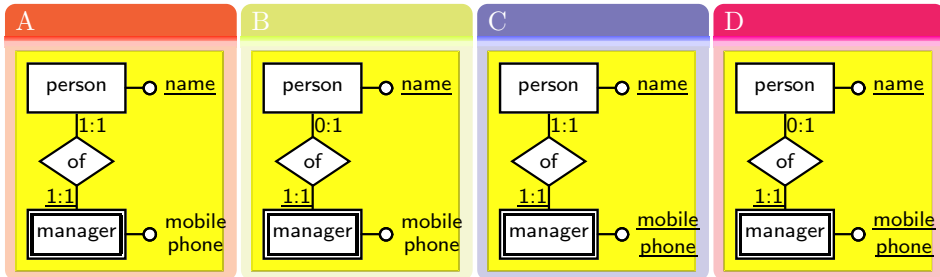 A
person
name
1:1
of
1:1
manager
mobile
phone
B
person
name
0:1
of
1:1
manager
mobile
phone
C
person
name
1:1
of
1:1
manager
mobile
phone
D
person
name
0:1
of
1:1
manager
mobile
phone